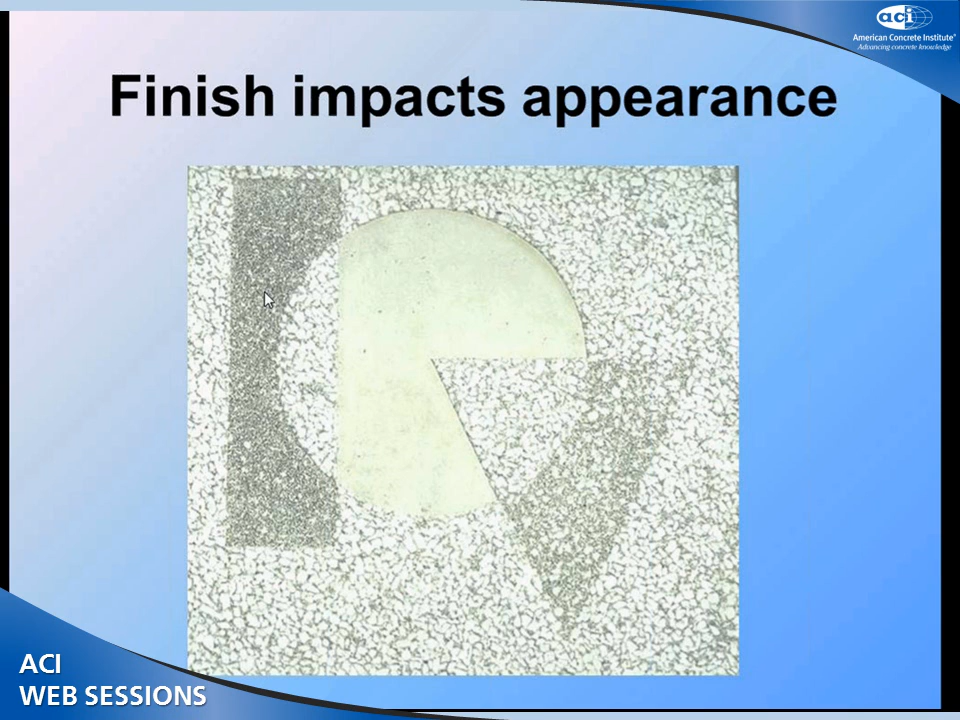 aci
American Concrete Institute®
Advancing concrete knowledge
Finish impacts appearance
ACI
WEB SESSIONS